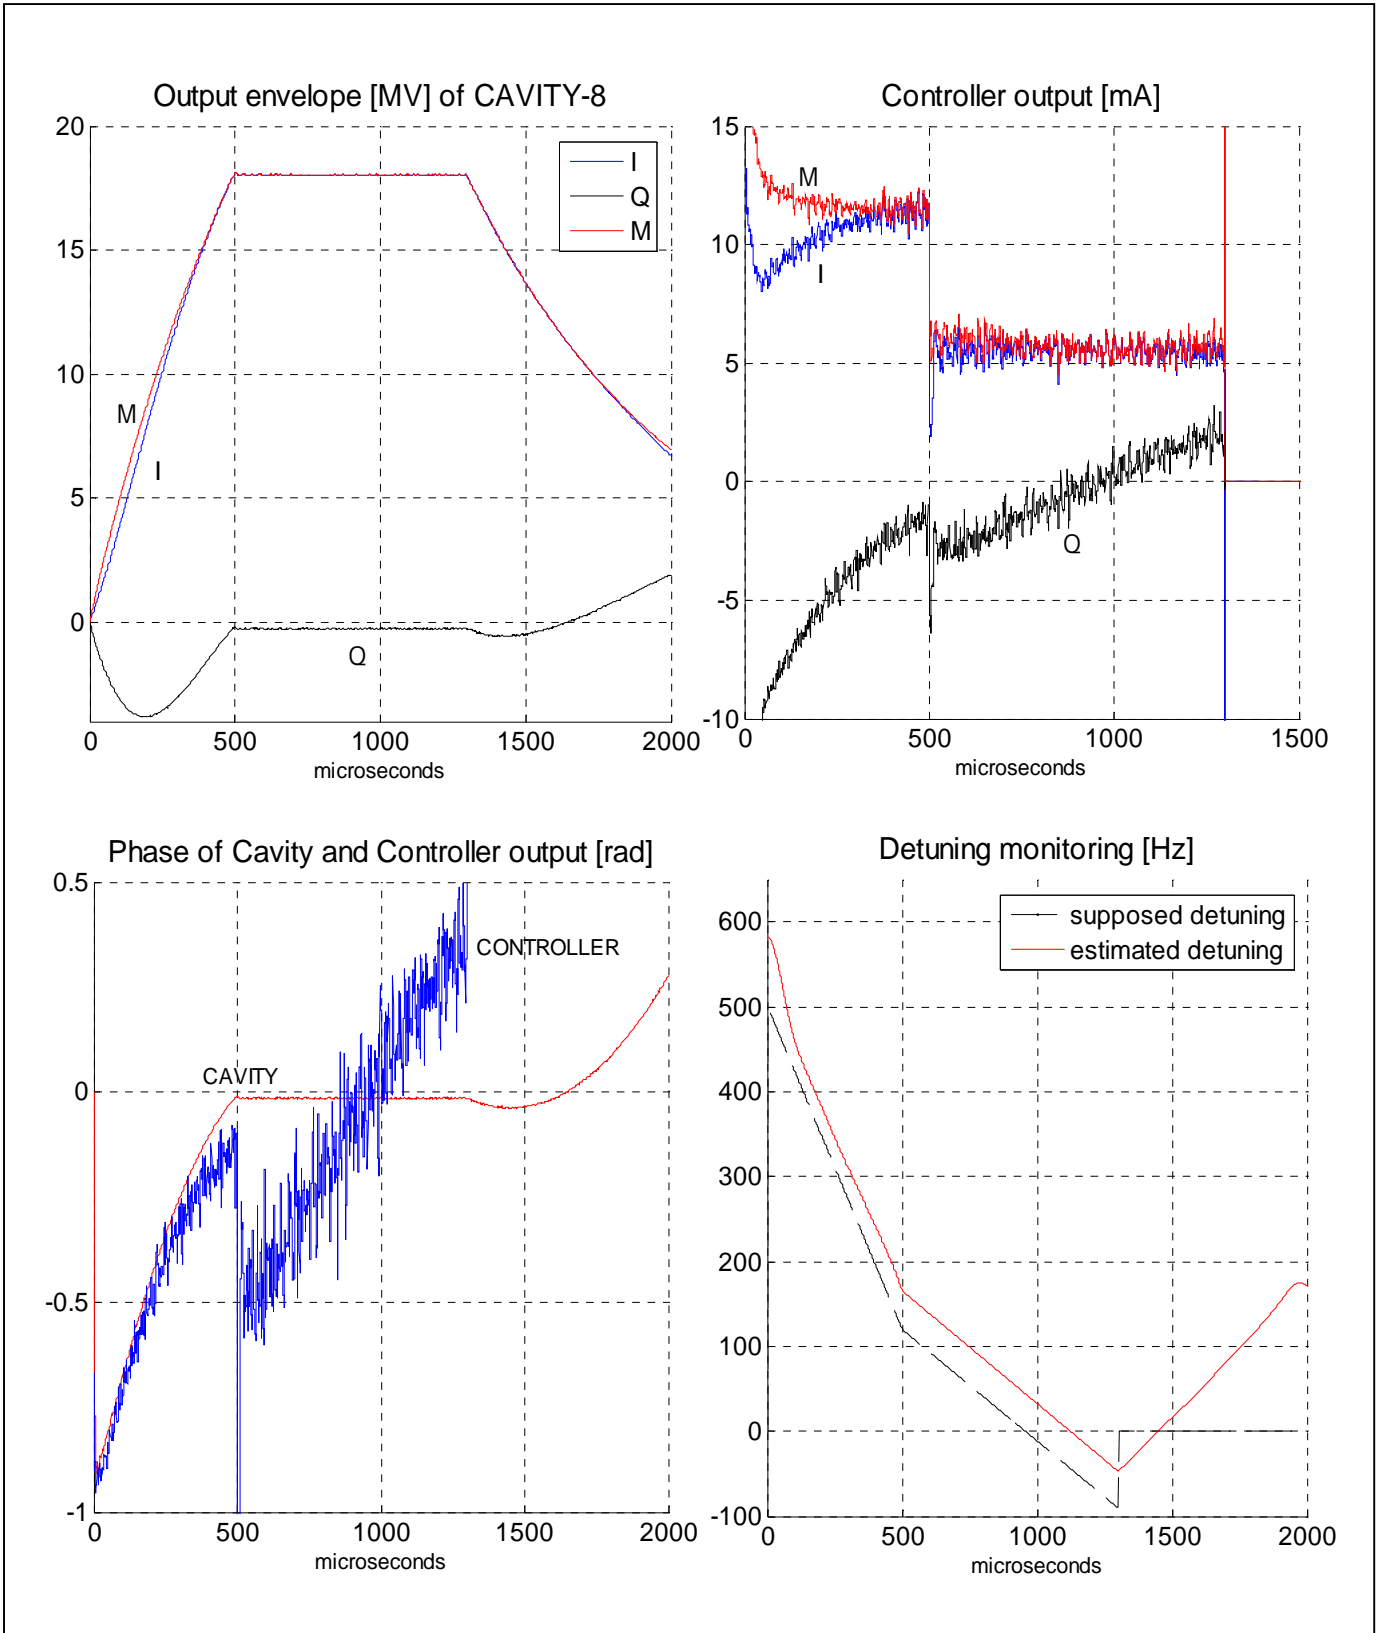 Output envelope [MV] of CAVITY-8
20
15
10
5
0
I
Q
M
M
I
Q
0 500 1000 1500 2000
microseconds
Controller output [mA]
15
10
5
0
-5
-10
M
I
Q
0 500 1000 1500
microseconds
Phase of Cavity and Controller output [rad]
0.5
0
-0.5
-1
CONTROLLER
CAVITY
0 500 1000 1500 2000
microseconds
Detuning monitoring [Hz]
600
500
400
300
200
100
0
-100
supposed detuning
estimated detuning
0 500 1000 1500 2000
microseconds